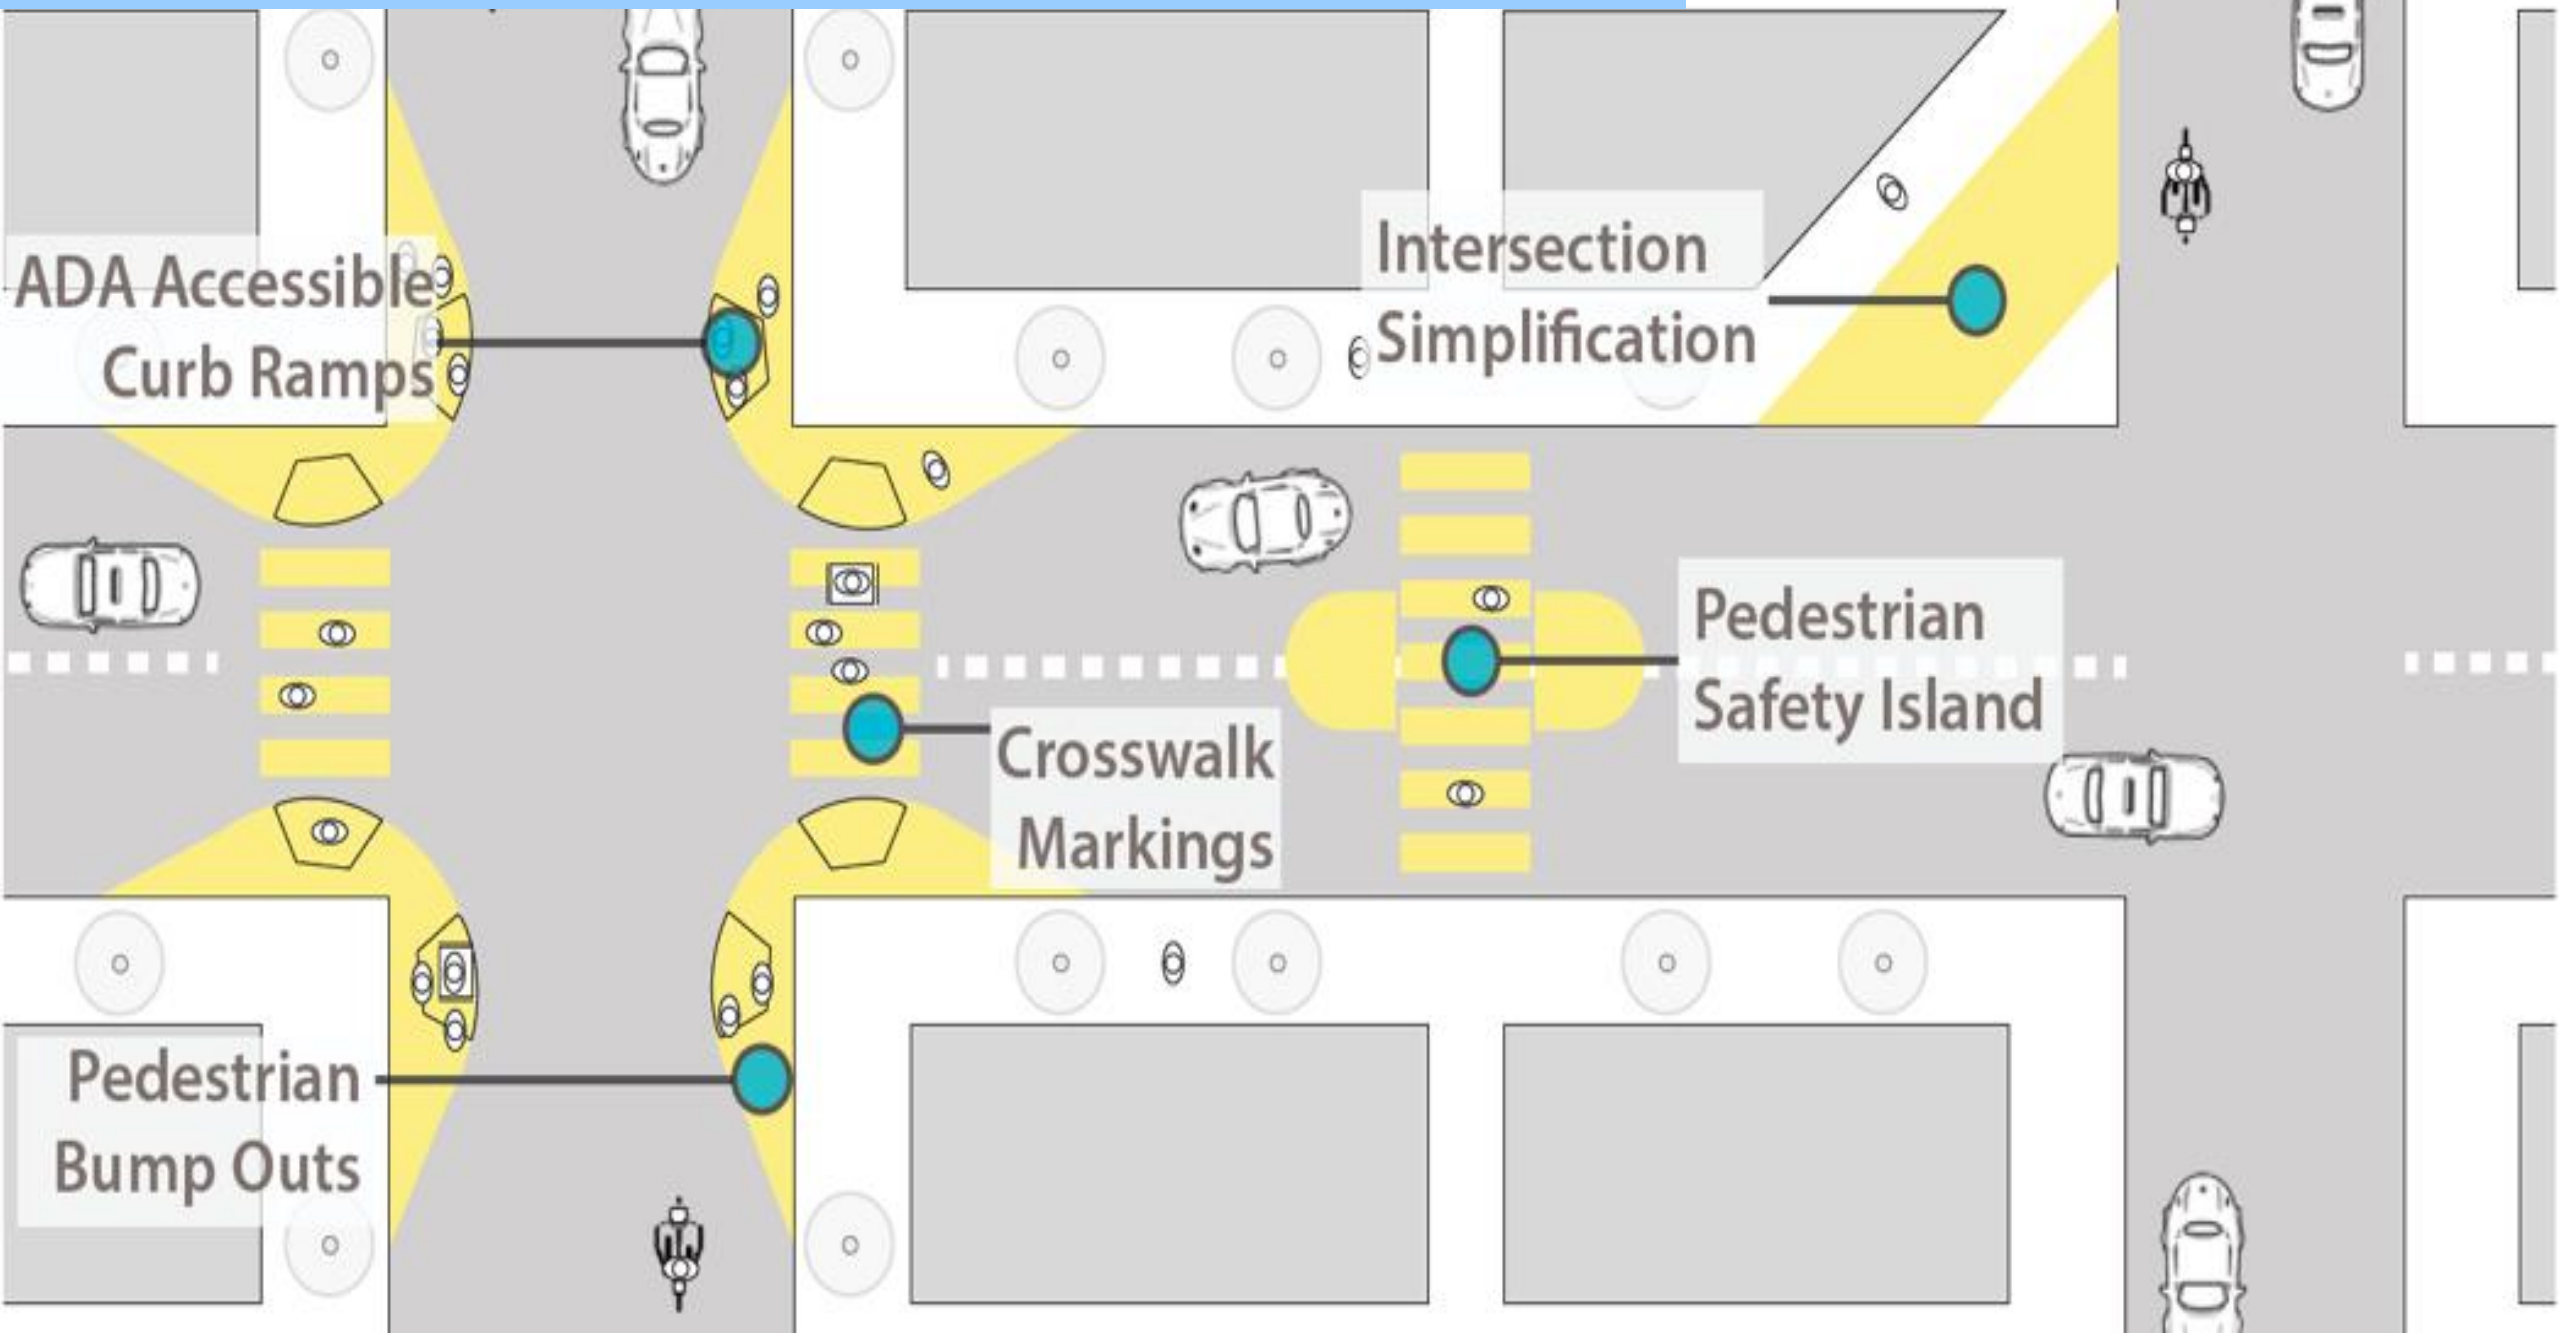 ADA Accessible
Curb Ramps
Intersection
Simplification
Pedestrian
Safety Island
Crosswalk
Markings
Pedestrian
Bump Outs